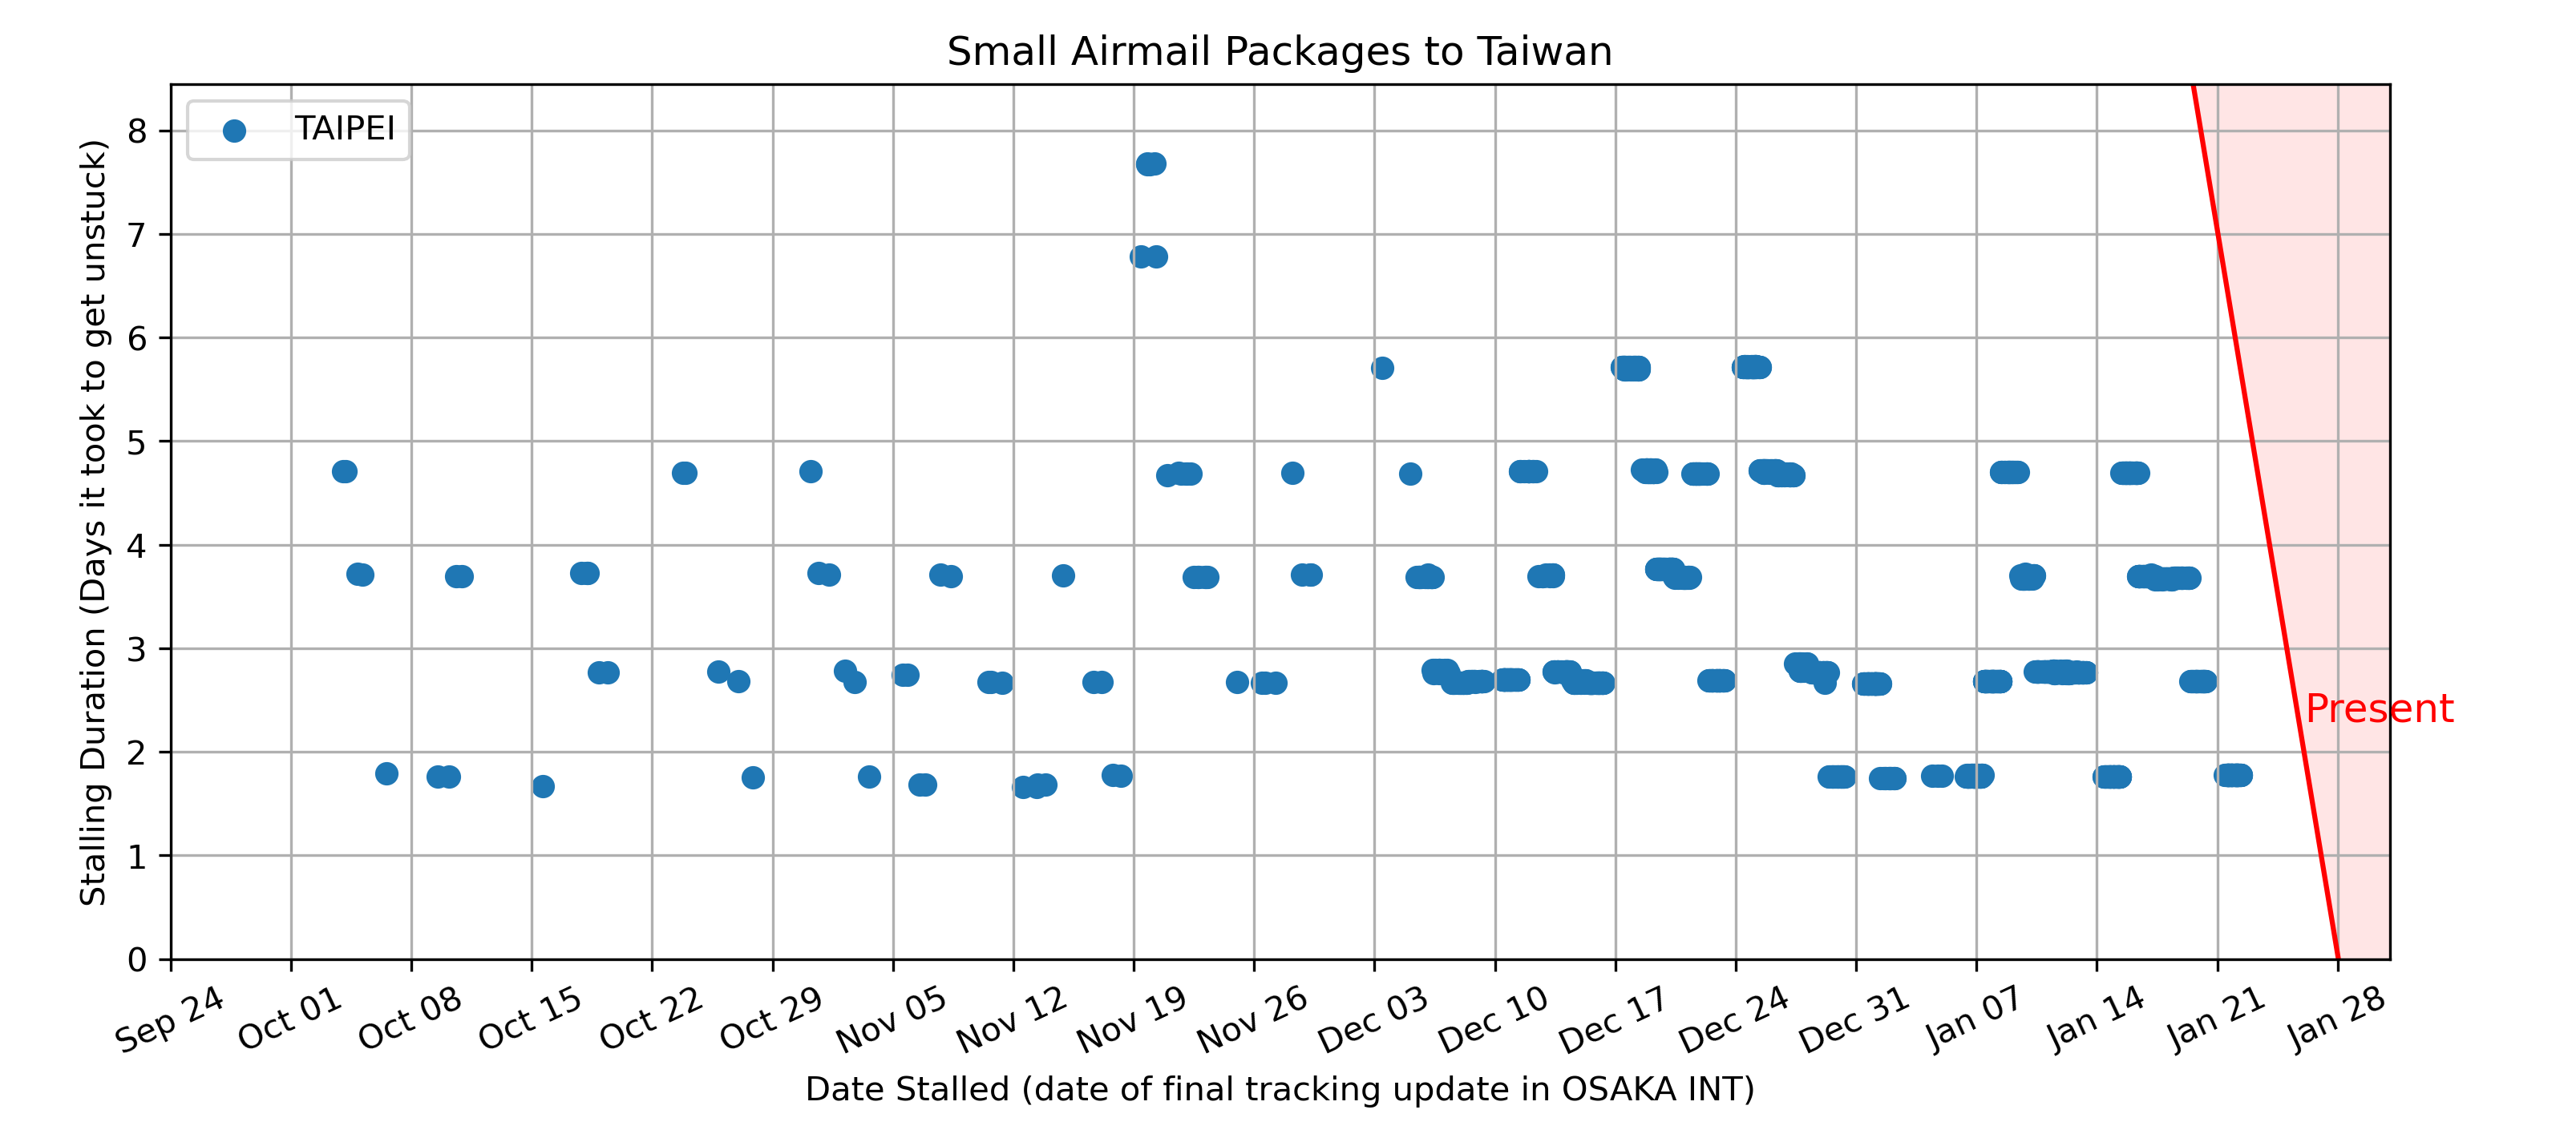 Small Airmail Packages to Taiwan
TAIPEI
Stalling Duration (Days it took to get unstuck)
8
7
6
5
4
3
2
1
0
Present
Sep 24
Oct 01
Oct 08
Oct 15
Oct 22
Oct 29
Nov 05
Nov 12
Nov 19
Nov 26
Dec 03
Dec 10
Dec 17
Dec 24
Dec 31
Jan 07
Jan 14
Jan 21
Jan 28
Date Stalled (date of final tracking update in OSAKA INT)